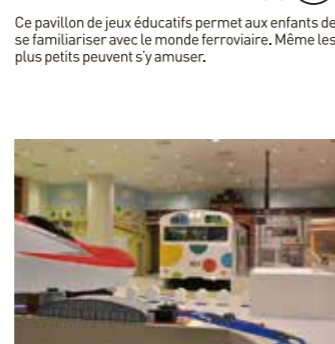 Ce pavillon de jeux éducatifs permet aux enfants de
se familiariser avec le monde ferroviaire. Même les
plus petits peuvent s'y amuser.